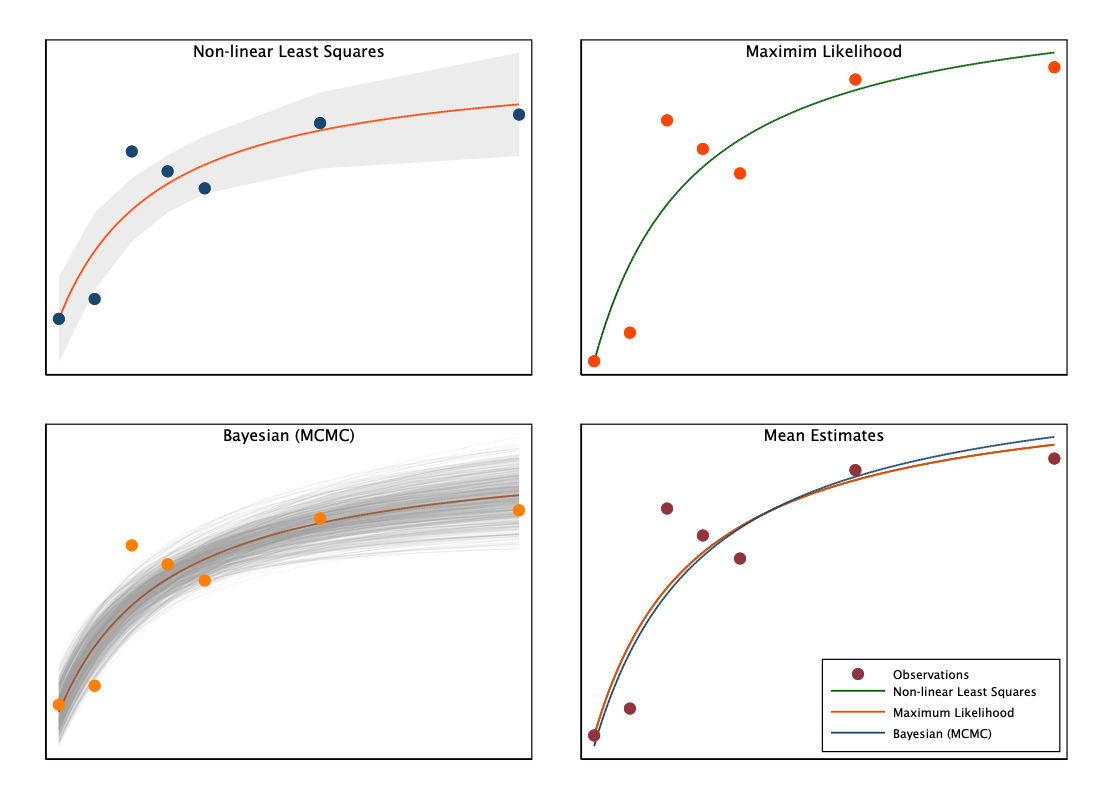 Non-linear Least Squares
Maximim Likelihood
Bayesian (MCMC)
Mean Estimates
Observations
Non-linear Least Squares
Maximum Likelihood
Bayesian (MCMC)